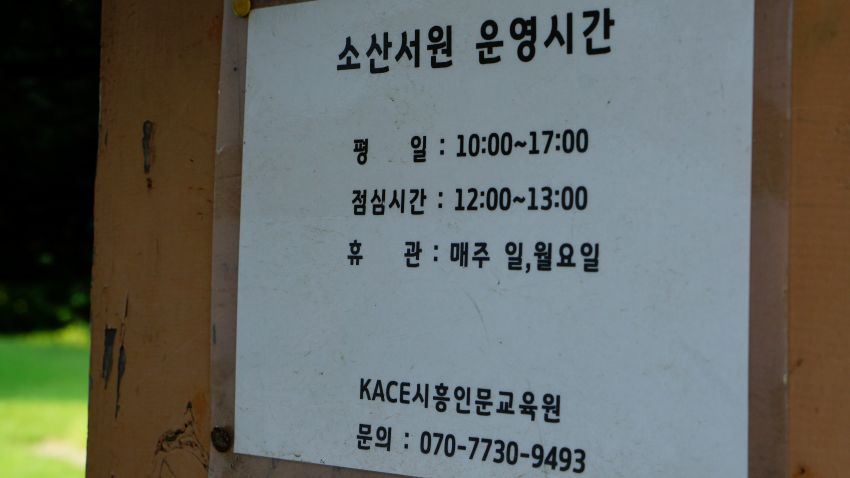 소산서원 운영시간
평 일 : 10:00~17:00
점심시간 : 12:00~13:00
휴 관 : 매주 일,월요일
KACE시흥인문교육원
문의 : 070-7730-9493